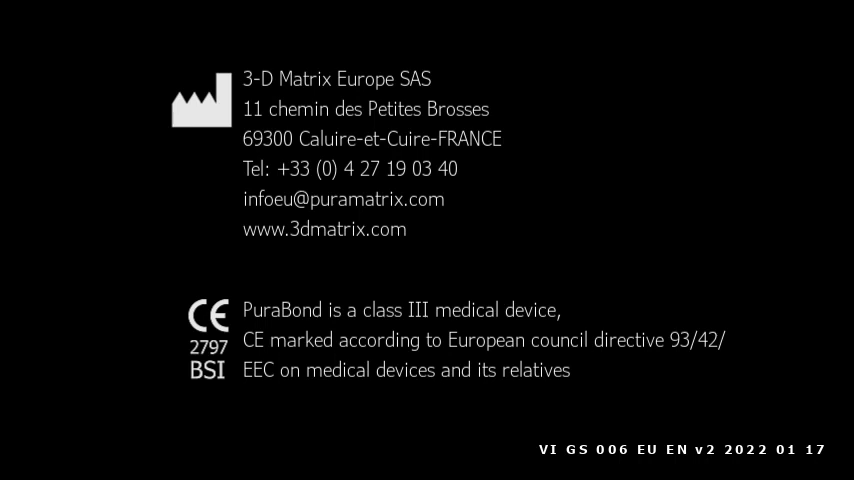 3-D Matrix Europe SAS
11 chemin des Petites Brosses
69300 Caluire-et-Cuire-FRANCE
Tel: +33 (0) 4 27 19 03 40
infoeu@puramatrix.com
www.3dmatrix.com
CE
2797
BSI
PuraBond is a class III medical device,
CE marked according to European council directive 93/42/
EEC on medical devices and its relatives
VI GS 006 EU EN v2 2022 01 17